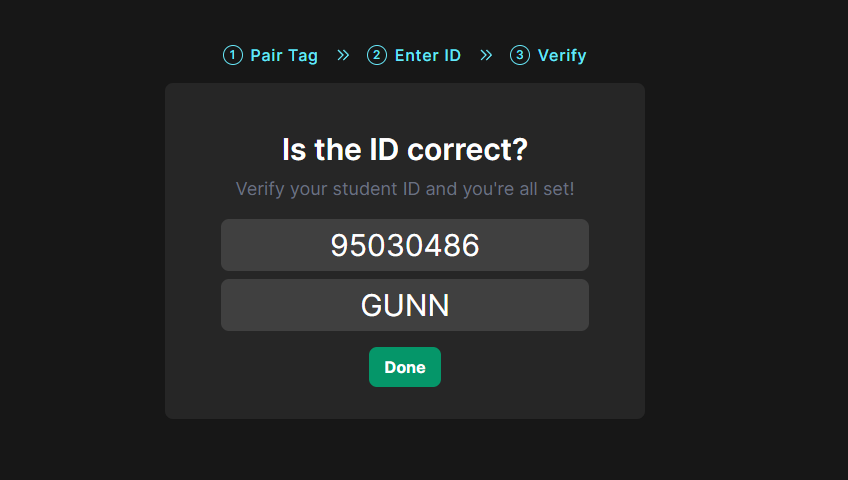 1 Pair Tag >> 2 Enter ID >> 3 Verify
Is the ID correct?
Verify your student ID and you're all set!
95030486
GUNN
Done